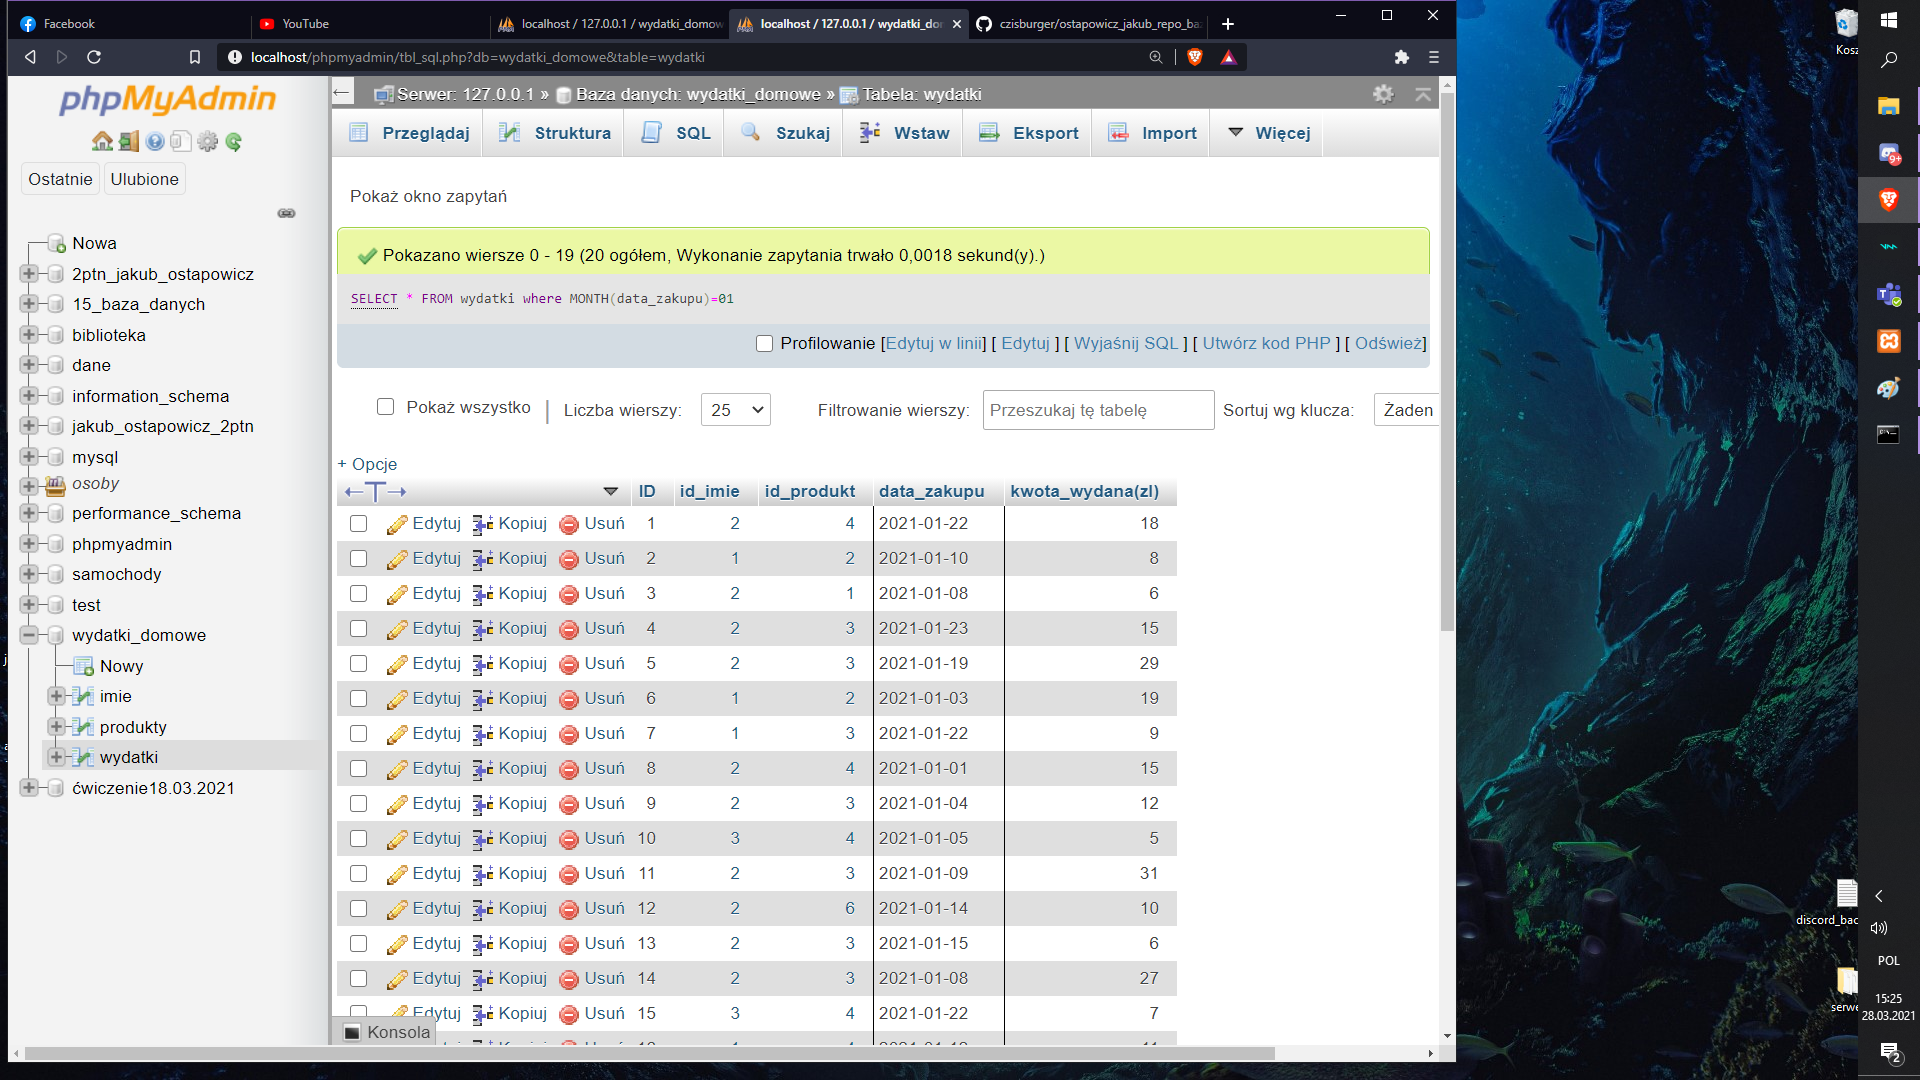 Facebook
YouTube
localhost / 127.0.0.1 / wydatki_domow
localhost / 127.0.0.1 / wydatki_do
czisburger/ostapowicz_jakub_repo_ba
localhost/phpmyadmin/tbl_sql.php?db=wydatki_domowe&table=wydatki
phpMyAdmin
Ostatnie Ulubione
Nowa
2ptn_jakub_ostapowicz
15_baza_danych
biblioteka
dane
information_schema
jakub_ostapowicz_2ptn
mysql
osoby
performance_schema
phpmyadmin
samochody
test
wydatki_domowe
Nowy
imie
produkty
wydatki
ćwiczenie18.03.2021
Serwer: 127.0.0.1 » Baza danych: wydatki_domowe » Tabela: wydatki
Przeglądaj Struktura SQL Szukaj Wstaw Eksport Import Więcej
Pokaż okno zapytań
Pokazano wiersze 0 - 19 (20 ogółem, Wykonanie zapytania trwało 0,0018 sekund(y).)
SELECT * FROM wydatki where MONTH(data_zakupu)=01
Profilowanie [Edytuj w linii] [ Edytuj ] [ Wyjaśnij SQL ] [ Utwórz kod PHP ] [ Odśwież]
Pokaż wszystko | Liczba wierszy: 25 Filtrowanie wierszy: Przeszukaj tę tabelę Sortuj wg klucza: Żaden
+ Opcje
←T→ ID id_imie id_produkt data_zakupu kwota_wydana(zl)
Edytuj Kopiuj Usuń 1 2 4 2021-01-22 18
Edytuj Kopiuj Usuń 2 1 2 2021-01-10 8
Edytuj Kopiuj Usuń 3 2 1 2021-01-08 6
Edytuj Kopiuj Usuń 4 2 3 2021-01-23 15
Edytuj Kopiuj Usuń 5 2 3 2021-01-19 29
Edytuj Kopiuj Usuń 6 1 2 2021-01-03 19
Edytuj Kopiuj Usuń 7 1 3 2021-01-22 9
Edytuj Kopiuj Usuń 8 2 4 2021-01-01 15
Edytuj Kopiuj Usuń 9 2 3 2021-01-04 12
Edytuj Kopiuj Usuń 10 3 4 2021-01-05 5
Edytuj Kopiuj Usuń 11 2 3 2021-01-09 31
Edytuj Kopiuj Usuń 12 2 6 2021-01-14 10
Edytuj Kopiuj Usuń 13 2 3 2021-01-15 6
Edytuj Kopiuj Usuń 14 2 3 2021-01-08 27
Edytuj Kopiuj Usuń 15 3 4 2021-01-22 7
Konsola
Kosz
9+
discord_bac
serwe
POL
15:25
28.03.2021
2